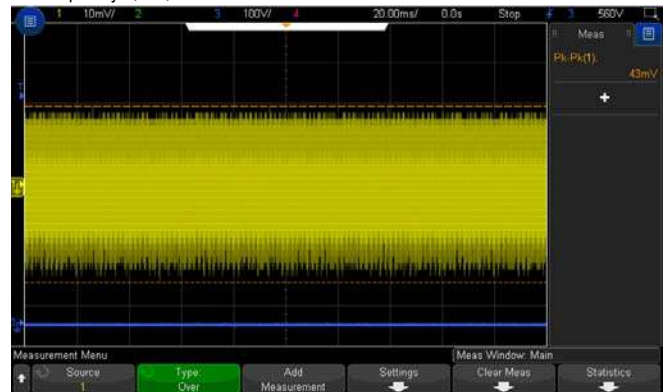 1 10mV/ 2 3 100V/ 4 20.00ms/ 0.0s Stop 3 560V
Meas
Pk-Pk(1):
43mV
T
Measurement Menu Meas Window: Main
Source Type: Add Settings Clear Meas Statistics
1 Over Measurement